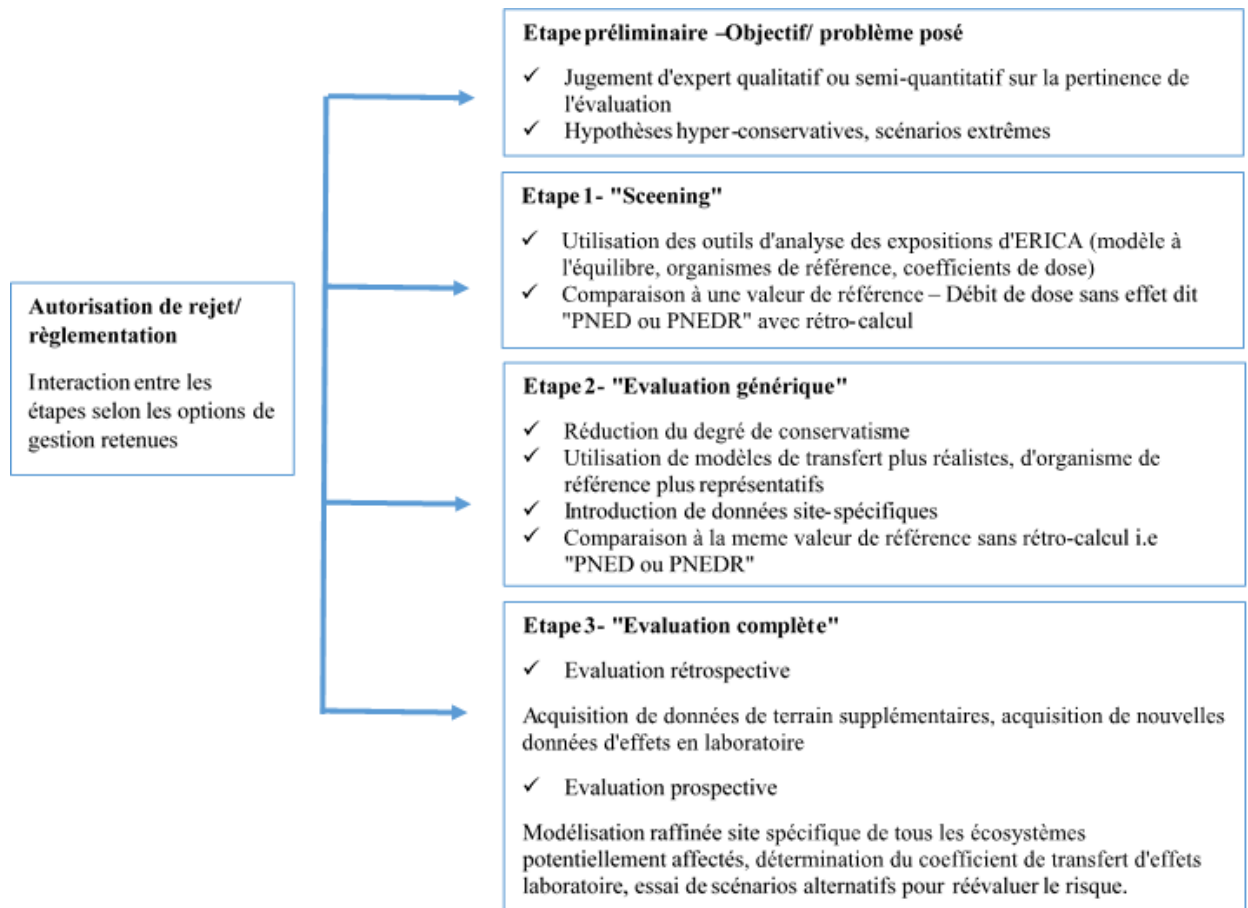 Etape préliminaire –Objectif/ problème posé
✓ Jugement d'expert qualitatif ou semi-quantitatif sur la pertinence de
l'évaluation
✓ Hypothèses hyper-conservatives, scénarios extrêmes
Etape 1- "Sceening"
✓ Utilisation des outils d'analyse des expositions d'ERICA (modèle à
l'équilibre, organismes de référence, coefficients de dose)
✓ Comparaison à une valeur de référence – Débit de dose sans effet dit
"PNED ou PNEDR" avec rétro-calcul
Autorisation de rejet/
règlementation
Interaction entre les
étapes selon les options de
gestion retenues
Etape 2- "Evaluation générique"
✓ Réduction du degré de conservatisme
✓ Utilisation de modèles de transfert plus réalistes, d'organisme de
référence plus représentatifs
✓ Introduction de données site-spécifiques
✓ Comparaison à la meme valeur de référence sans rétro-calcul i.e
"PNED ou PNEDR"
Etape 3- "Evaluation complète"
✓ Evaluation rétrospective
Acquisition de données de terrain supplémentaires, acquisition de nouvelles
données d'effets en laboratoire
✓ Evaluation prospective
Modélisation raffinée site spécifique de tous les écosystèmes
potentiellement affectés, détermination du coefficient de transfert d'effets
laboratoire, essai de scénarios alternatifs pour réévaluer le risque.